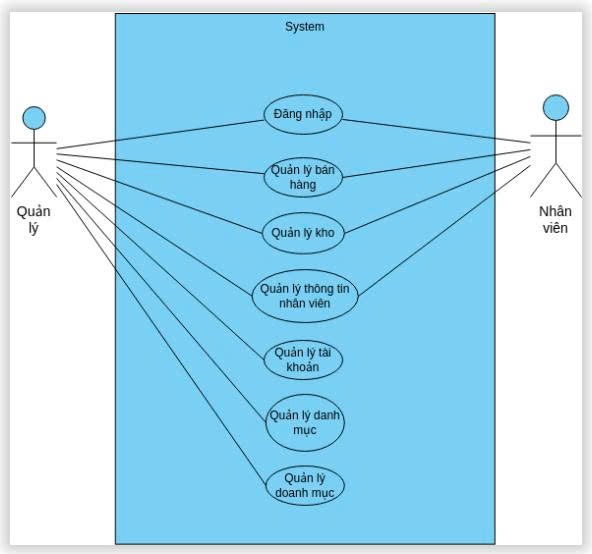 System
Đăng nhập
Quản lý bán
hàng
Quản lý kho
Quản lý thông tin
nhân viên
Quản lý tài
khoản
Quản lý danh
mục
Quản lý
doanh mục
Quản
lý
Nhân
viên